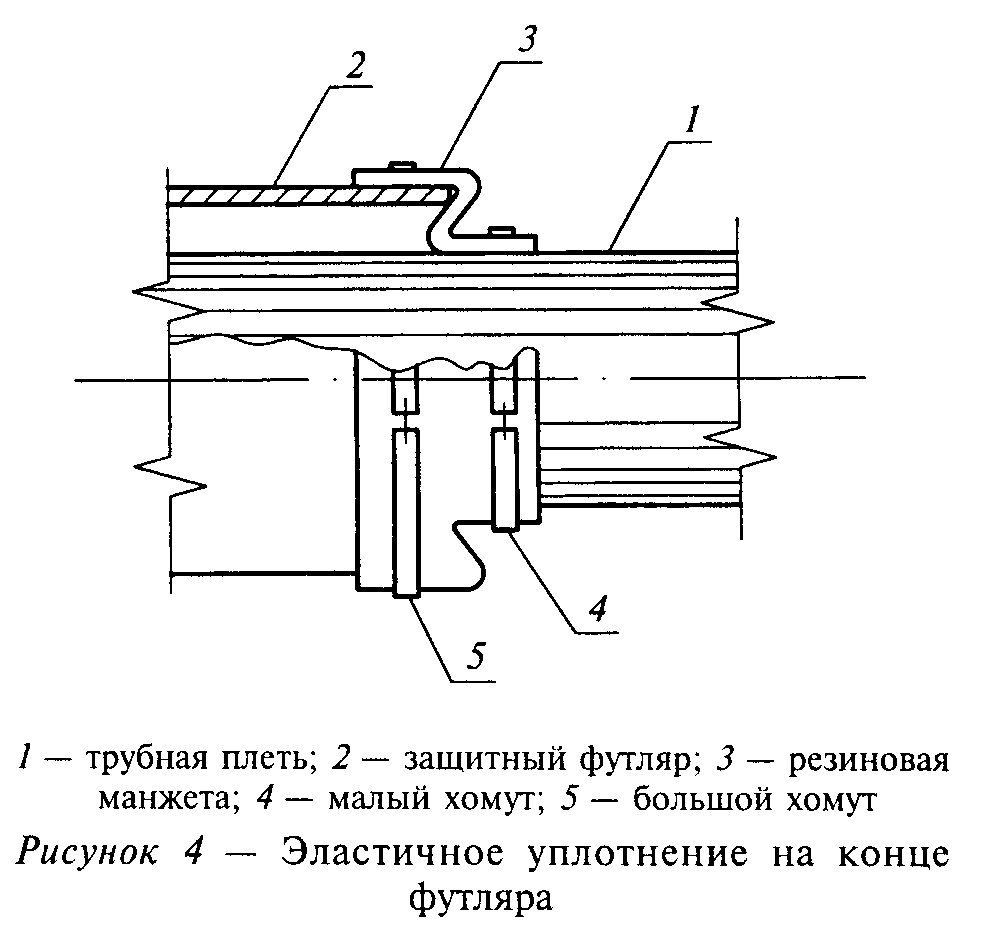 3
2
1
4
5
1 — трубная плеть; 2 — защитный футляр; 3 — резиновая
манжета; 4 — малый хомут; 5 — большой хомут
Рисунок 4 — Эластичное уплотнение на конце
футляра